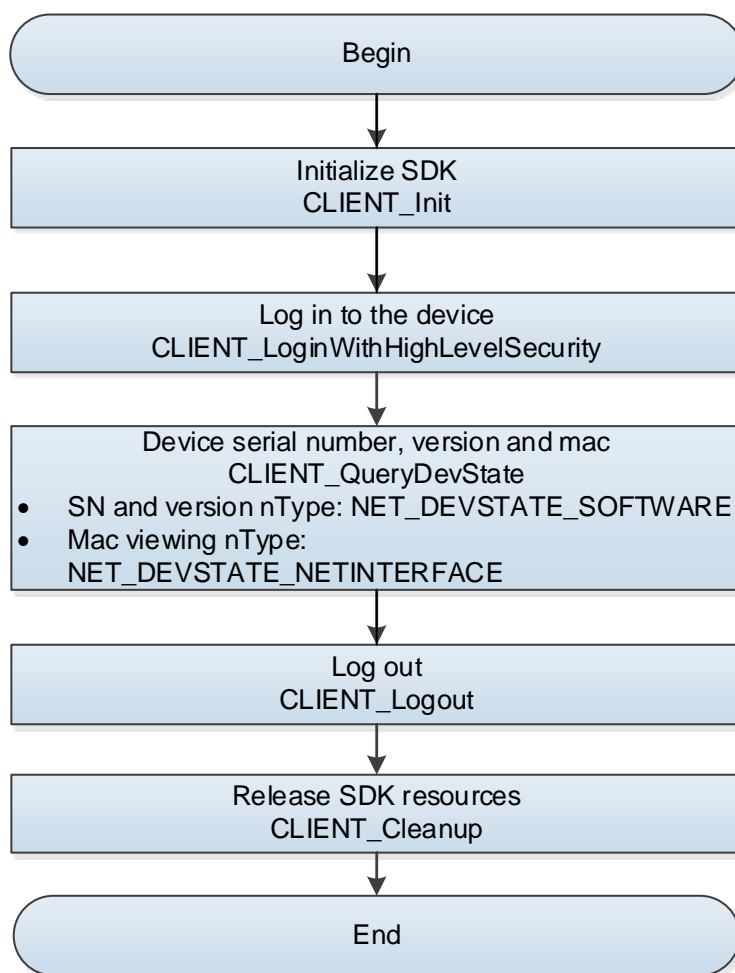 Begin
Initialize SDK
CLIENT_Init
Log in to the device
CLIENT_LoginWithHighLevelSecurity
Device serial number, version and mac
CLIENT_QueryDevState
• SN and version nType: NET_DEVSTATE_SOFTWARE
• Mac viewing nType:
NET_DEVSTATE_NETINTERFACE
Log out
CLIENT_Logout
Release SDK resources
CLIENT_Cleanup
End